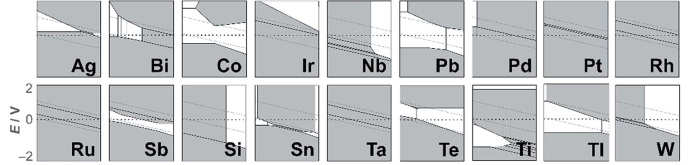 Ag Bi Co Ir Nb Pb Pd Pt Rh
2
E / V
0
−2
Ru Sb Si Sn Ta Te Ti Tl W